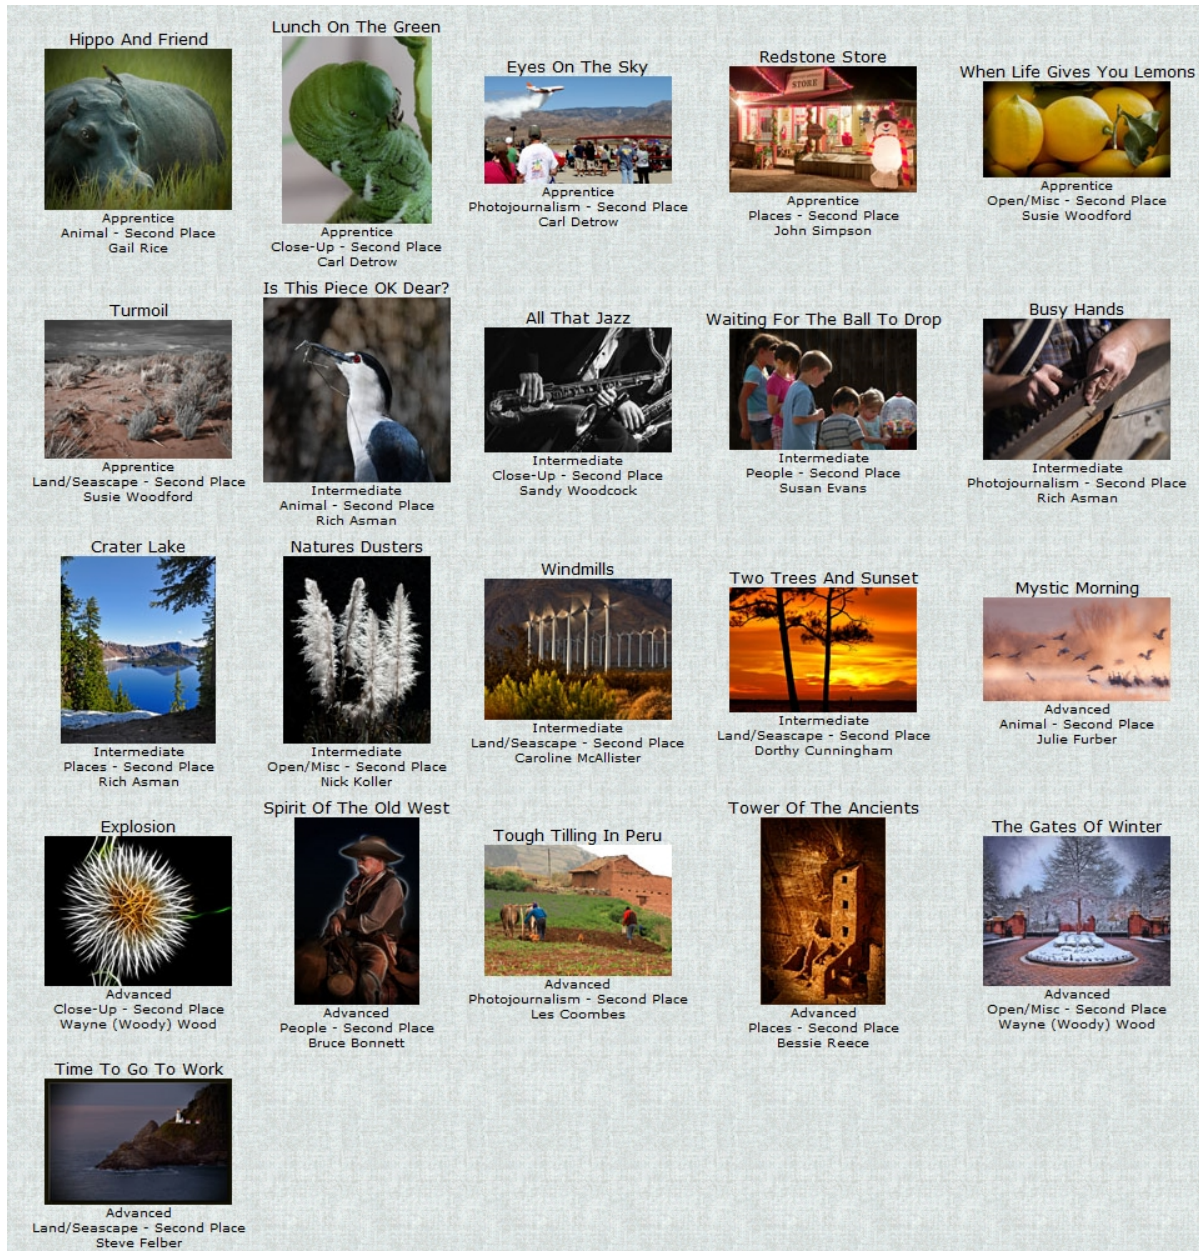 Hippo And Friend
Apprentice
Animal - Second Place
Gail Rice
Lunch On The Green
Apprentice
Close-Up - Second Place
Carl Detrow
Eyes On The Sky
Apprentice
Photojournalism - Second Place
Carl Detrow
Redstone Store
STORE
Apprentice
Places - Second Place
John Simpson
When Life Gives You Lemons
Apprentice
Open/Misc - Second Place
Susie Woodford
Turmoil
Apprentice
Land/Seascape - Second Place
Susie Woodford
Is This Piece OK Dear?
Intermediate
Animal - Second Place
Rich Asman
All That Jazz
Intermediate
Close-Up - Second Place
Sandy Woodcock
Waiting For The Ball To Drop
Intermediate
People - Second Place
Susan Evans
Busy Hands
Intermediate
Photojournalism - Second Place
Rich Asman
Crater Lake
Intermediate
Places - Second Place
Rich Asman
Natures Dusters
Intermediate
Open/Misc - Second Place
Nick Koller
Windmills
Intermediate
Land/Seascape - Second Place
Caroline McAllister
Two Trees And Sunset
Intermediate
Land/Seascape - Second Place
Dorthy Cunningham
Mystic Morning
Advanced
Animal - Second Place
Julie Furber
Explosion
Advanced
Close-Up - Second Place
Wayne (Woody) Wood
Spirit Of The Old West
Advanced
People - Second Place
Bruce Bonnett
Tough Tilling In Peru
Advanced
Photojournalism - Second Place
Les Coombes
Tower Of The Ancients
Advanced
Places - Second Place
Bessie Reece
The Gates Of Winter
Advanced
Open/Misc - Second Place
Wayne (Woody) Wood
Time To Go To Work
Advanced
Land/Seascape - Second Place
Steve Felber